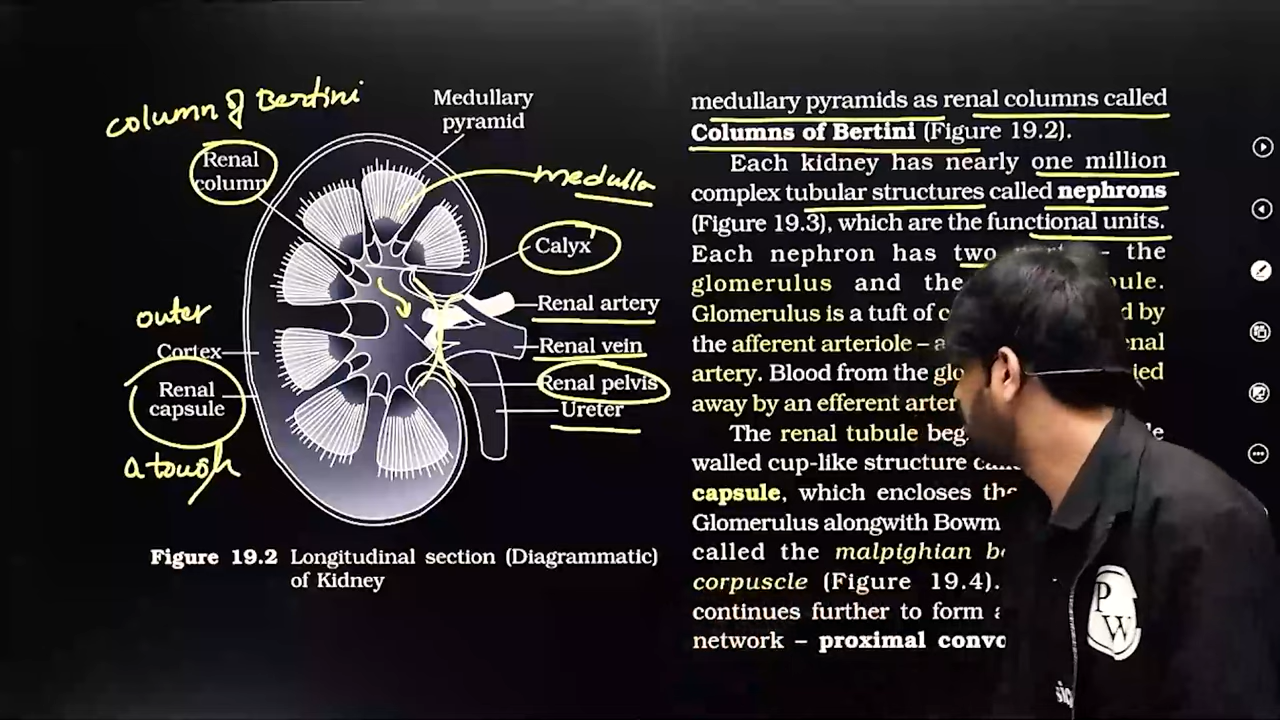 column of Bertini
Medullary
pyramid
Renal
column
medulla
Calyx
Renal artery
outer
Renal vein
Cortex
Renal pelvis
Renal
capsule
Ureter
a tough
Figure 19.2 Longitudinal section (Diagrammatic)
of Kidney
medullary pyramids as renal columns called
Columns of Bertini (Figure 19.2).
Each kidney has nearly one million
complex tubular structures called nephrons
(Figure 19.3), which are the functional units.
Each nephron has two – the
glomerulus and the
Glomerulus is a tuft of d by
the afferent arteriole – a
artery. Blood from the
away by an efferent
The renal tubule
walled cup-like structure
capsule, which encloses
Glomerulus alongwith
called the malpighian
corpuscle (Figure 19.4).
continues further to form
network – proximal
P
W